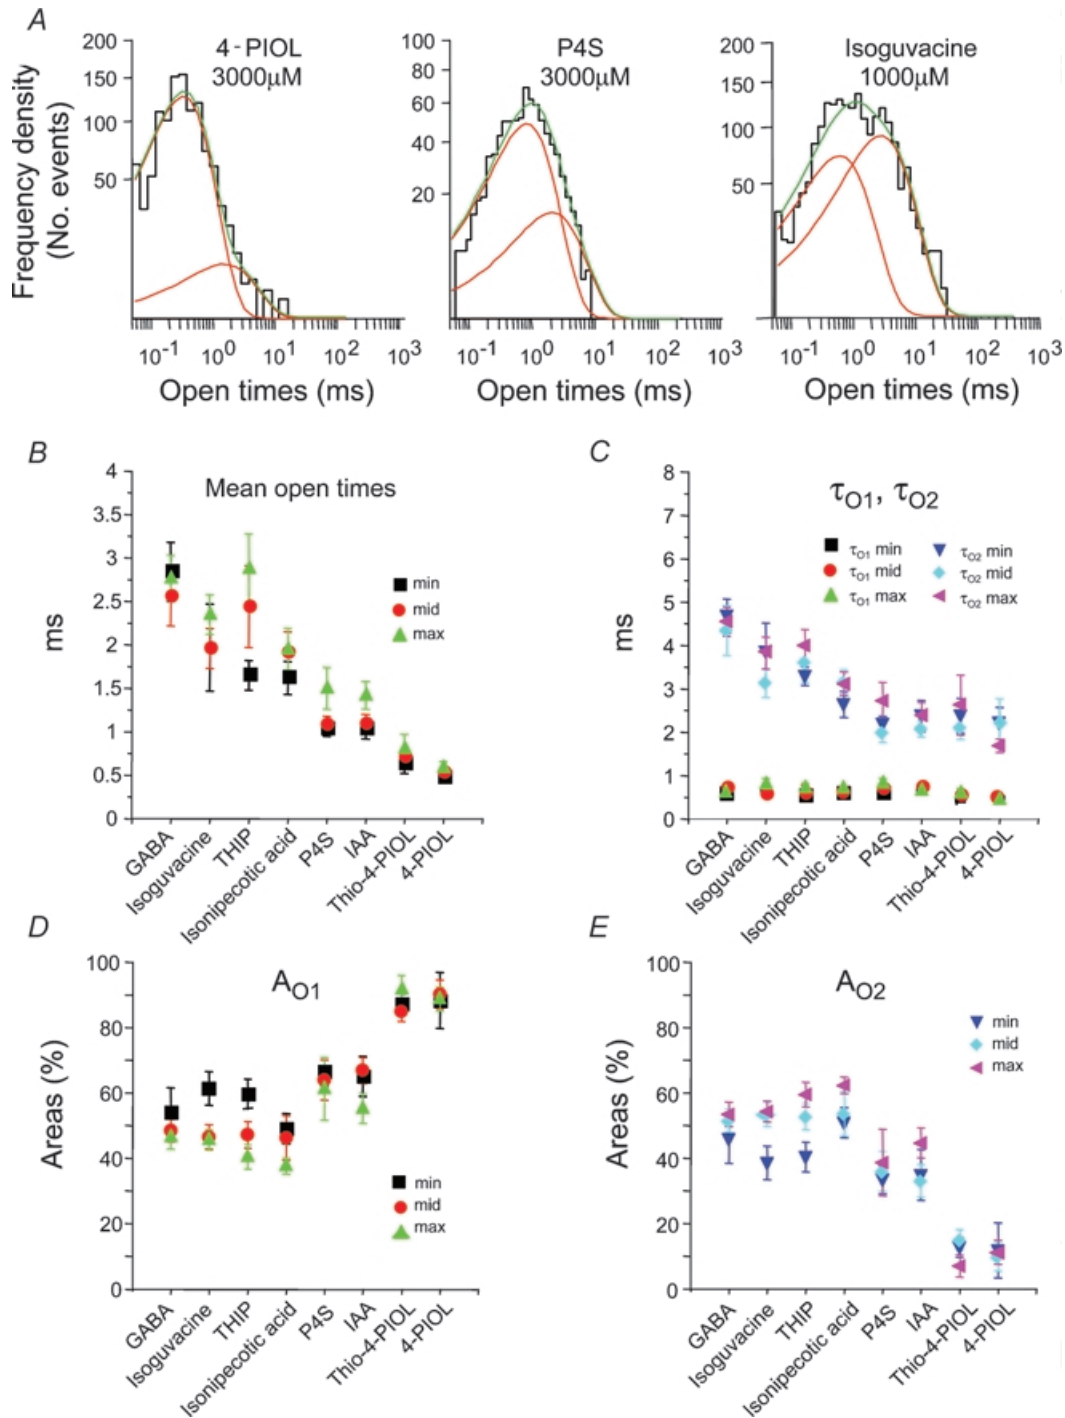 A
4-PIOL
3000µM
P4S
3000µM
Isoguvacine
1000µM
Frequency density
(No. events)
200
150
100
50
100
80
60
40
20
200
150
100
50
10-1 100 101 102 103
10-1 100 101 102 103
10-1 100 101 102 103
Open times (ms)
Open times (ms)
Open times (ms)
B
Mean open times
ms
4
3.5
3
2.5
2
1.5
1
0.5
0
min
mid
max
GABA
Isoguvacine
THIP
Isonipecotic acid
P4S
IAA
Thio-4-PIOL
4-PIOL
C
τO1, τO2
ms
8
7
6
5
4
3
2
1
0
τO1 min
τO1 mid
τO1 max
τO2 min
τO2 mid
τO2 max
GABA
Isoguvacine
THIP
Isonipecotic acid
P4S
IAA
Thio-4-PIOL
4-PIOL
D
AO1
Areas (%)
100
80
60
40
20
0
min
mid
max
GABA
Isoguvacine
THIP
Isonipecotic acid
P4S
IAA
Thio-4-PIOL
4-PIOL
E
AO2
Areas (%)
100
80
60
40
20
0
min
mid
max
GABA
Isoguvacine
THIP
Isonipecotic acid
P4S
IAA
Thio-4-PIOL
4-PIOL